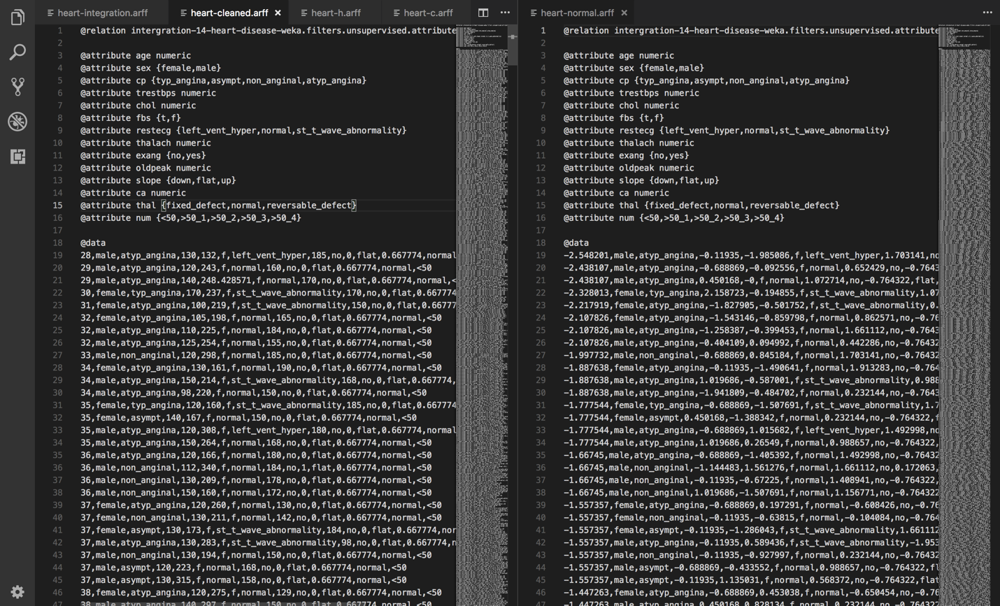 heart-integration.arff
heart-cleaned.arff
heart-h.arff
heart-c.arff
1 @relation intergration-14-heart-disease-weka.filters.unsupervised.attribute
2
3 @attribute age numeric
4 @attribute sex {female,male}
5 @attribute cp {typ_angina,asympt,non_anginal,atyp_angina}
6 @attribute trestbps numeric
7 @attribute chol numeric
8 @attribute fbs {t,f}
9 @attribute restecg {left_vent_hyper,normal,st_t_wave_abnormality}
10 @attribute thalach numeric
11 @attribute exang {no,yes}
12 @attribute oldpeak numeric
13 @attribute slope {down,flat,up}
14 @attribute ca numeric
15 @attribute thal {fixed_defect,normal,reversable_defect}
16 @attribute num {<50,>50_1,>50_2,>50_3,>50_4}
17
18 @data
19 28,male,atyp_angina,130,132,f,left_vent_hyper,185,no,0,flat,0.667774,normal
20 29,male,atyp_angina,120,243,f,normal,160,no,0,flat,0.667774,normal,<50
21 29,male,atyp_angina,140,248.428571,f,normal,170,no,0,flat,0.667774,normal,<
22 30,female,typ_angina,170,237,f,st_t_wave_abnormality,170,no,0,flat,0.667774
23 31,female,atyp_angina,100,219,f,st_t_wave_abnormality,150,no,0,flat,0.66777
24 32,female,atyp_angina,105,198,f,normal,165,no,0,flat,0.667774,normal,<50
25 32,male,atyp_angina,110,225,f,normal,184,no,0,flat,0.667774,normal,<50
26 32,male,atyp_angina,125,254,f,normal,155,no,0,flat,0.667774,normal,<50
27 33,male,non_anginal,120,298,f,normal,185,no,0,flat,0.667774,normal,<50
28 34,female,atyp_angina,130,161,f,normal,190,no,0,flat,0.667774,normal,<50
29 34,male,atyp_angina,150,214,f,st_t_wave_abnormality,168,no,0,flat,0.667774,
30 34,male,atyp_angina,98,220,f,normal,150,no,0,flat,0.667774,normal,<50
31 35,female,typ_angina,120,160,f,st_t_wave_abnormality,185,no,0,flat,0.667774
32 35,female,asympt,140,167,f,normal,150,no,0,flat,0.667774,normal,<50
33 35,male,atyp_angina,120,308,f,left_vent_hyper,180,no,0,flat,0.667774,normal
34 35,male,atyp_angina,150,264,f,normal,168,no,0,flat,0.667774,normal,<50
35 36,male,atyp_angina,120,166,f,normal,180,no,0,flat,0.667774,normal,<50
36 36,male,non_anginal,112,340,f,normal,184,no,1,flat,0.667774,normal,<50
37 36,male,non_anginal,130,209,f,normal,178,no,0,flat,0.667774,normal,<50
38 36,male,non_anginal,150,160,f,normal,172,no,0,flat,0.667774,normal,<50
39 37,female,atyp_angina,120,260,f,normal,130,no,0,flat,0.667774,normal,<50
40 37,female,non_anginal,130,211,f,normal,142,no,0,flat,0.667774,normal,<50
41 37,female,asympt,130,173,f,st_t_wave_abnormality,184,no,0,flat,0.667774,nor
42 37,male,atyp_angina,130,283,f,st_t_wave_abnormality,98,no,0,flat,0.667774,n
43 37,male,non_anginal,130,194,f,normal,150,no,0,flat,0.667774,normal,<50
44 37,male,asympt,120,223,f,normal,168,no,0,flat,0.667774,normal,<50
45 37,male,asympt,130,315,f,normal,158,no,0,flat,0.667774,normal,<50
46 38,female,atyp_angina,120,275,f,normal,129,no,0,flat,0.667774,normal,<50
47 38,male,atyp_angina,140,297,f,normal,150,no,0,flat,0.667774,normal,<50
heart-normal.arff
1 @relation intergration-14-heart-disease-weka.filters.unsupervised.attribute
2
3 @attribute age numeric
4 @attribute sex {female,male}
5 @attribute cp {typ_angina,asympt,non_anginal,atyp_angina}
6 @attribute trestbps numeric
7 @attribute chol numeric
8 @attribute fbs {t,f}
9 @attribute restecg {left_vent_hyper,normal,st_t_wave_abnormality}
10 @attribute thalach numeric
11 @attribute exang {no,yes}
12 @attribute oldpeak numeric
13 @attribute slope {down,flat,up}
14 @attribute ca numeric
15 @attribute thal {fixed_defect,normal,reversable_defect}
16 @attribute num {<50,>50_1,>50_2,>50_3,>50_4}
17
18 @data
19 -2.548201,male,atyp_angina,-0.11935,-1.985086,f,left_vent_hyper,1.703141,no
20 -2.438107,male,atyp_angina,-0.688869,-0.092556,f,normal,0.652429,no,-0.7643
21 -2.438107,male,atyp_angina,0.450168,-0,f,normal,1.072714,no,-0.764322,flat,
22 -2.328013,female,typ_angina,2.158723,-0.194855,f,st_t_wave_abnormality,1.07
23 -2.217919,female,atyp_angina,-1.827905,-0.501752,f,st_t_wave_abnormality,0.
24 -2.107826,female,atyp_angina,-1.543146,-0.859798,f,normal,0.862571,no,-0.76
25 -2.107826,male,atyp_angina,-1.258387,-0.399453,f,normal,1.661112,no,-0.7643
26 -2.107826,male,atyp_angina,-0.404109,0.094992,f,normal,0.442286,no,-0.76432
27 -1.997732,male,non_anginal,-0.688869,0.845184,f,normal,1.703141,no,-0.76432
28 -1.887638,female,atyp_angina,-0.11935,-1.490641,f,normal,1.913283,no,-0.764
29 -1.887638,male,atyp_angina,1.019686,-0.587001,f,st_t_wave_abnormality,0.988
30 -1.887638,male,atyp_angina,-1.941809,-0.484702,f,normal,0.232144,no,-0.7643
31 -1.777544,female,typ_angina,-0.688869,-1.507691,f,st_t_wave_abnormality,1.7
32 -1.777544,female,asympt,0.450168,-1.388342,f,normal,0.232144,no,-0.764322,f
33 -1.777544,male,atyp_angina,-0.688869,1.015682,f,left_vent_hyper,1.492998,no
34 -1.777544,male,atyp_angina,1.019686,0.26549,f,normal,0.988657,no,-0.764322,
35 -1.66745,male,atyp_angina,-0.688869,-1.405392,f,normal,1.492998,no,-0.76432
36 -1.66745,male,non_anginal,-1.144483,1.561276,f,normal,1.661112,no,0.172063,
37 -1.66745,male,non_anginal,-0.11935,-0.67225,f,normal,1.408941,no,-0.764322,
38 -1.66745,male,non_anginal,1.019686,-1.507691,f,normal,1.156771,no,-0.764322
39 -1.557357,female,atyp_angina,-0.688869,0.197291,f,normal,-0.608426,no,-0.76
40 -1.557357,female,non_anginal,-0.11935,-0.63815,f,normal,-0.104084,no,-0.764
41 -1.557357,female,asympt,-0.11935,-1.286043,f,st_t_wave_abnormality,1.661112
42 -1.557357,male,atyp_angina,-0.11935,0.589436,f,st_t_wave_abnormality,-1.953
43 -1.557357,male,non_anginal,-0.11935,-0.927997,f,normal,0.232144,no,-0.76432
44 -1.557357,male,asympt,-0.688869,-0.433552,f,normal,0.988657,no,-0.764322,fl
45 -1.557357,male,asympt,-0.11935,1.135031,f,normal,0.568372,no,-0.764322,flat
46 -1.447263,female,atyp_angina,-0.688869,0.453038,f,normal,-0.650454,no,-0.76
47 -1.447263,male,atyp_angina,0.450168,0.828134,f,normal,0.232144,no,-0.76432